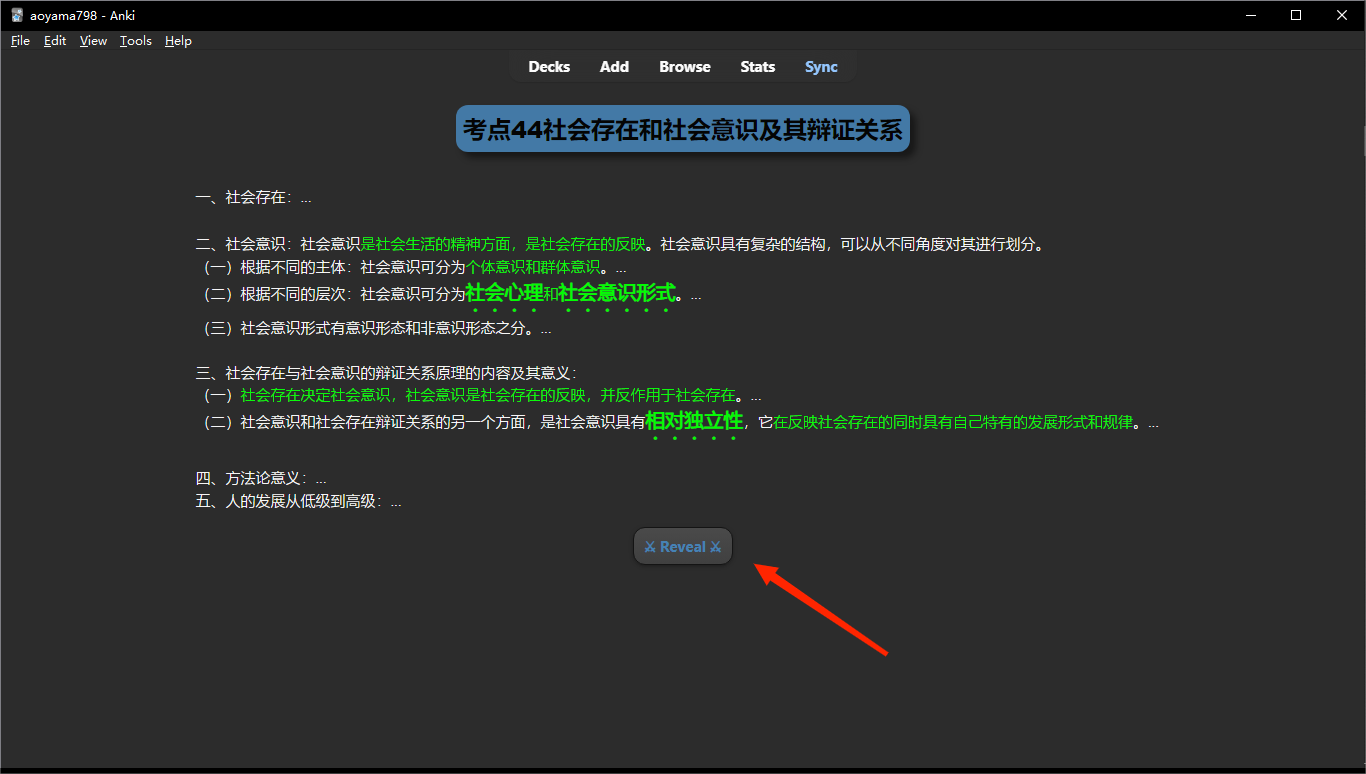 aoyama798 - Anki
File Edit View Tools Help
Decks Add Browse Stats Sync
考点44社会存在和社会意识及其辩证关系
一、社会存在：...
二、社会意识：社会意识是社会生活的精神方面，是社会存在的反映。社会意识具有复杂的结构，可以从不同角度对其进行划分。
（一）根据不同的主体：社会意识可分为个体意识和群体意识。...
（二）根据不同的层次：社会意识可分为社会心理和社会意识形式。...
（三）社会意识形式有意识形态和非意识形态之分。...
三、社会存在与社会意识的辩证关系原理的内容及其意义：
（一）社会存在决定社会意识，社会意识是社会存在的反映，并反作用于社会存在。...
（二）社会意识和社会存在辩证关系的另一个方面，是社会意识具有相对独立性，它在反映社会存在的同时具有自己特有的发展形式和规律。...
四、方法论意义：...
五、人的发展从低级到高级：...
⚔ Reveal ⚔